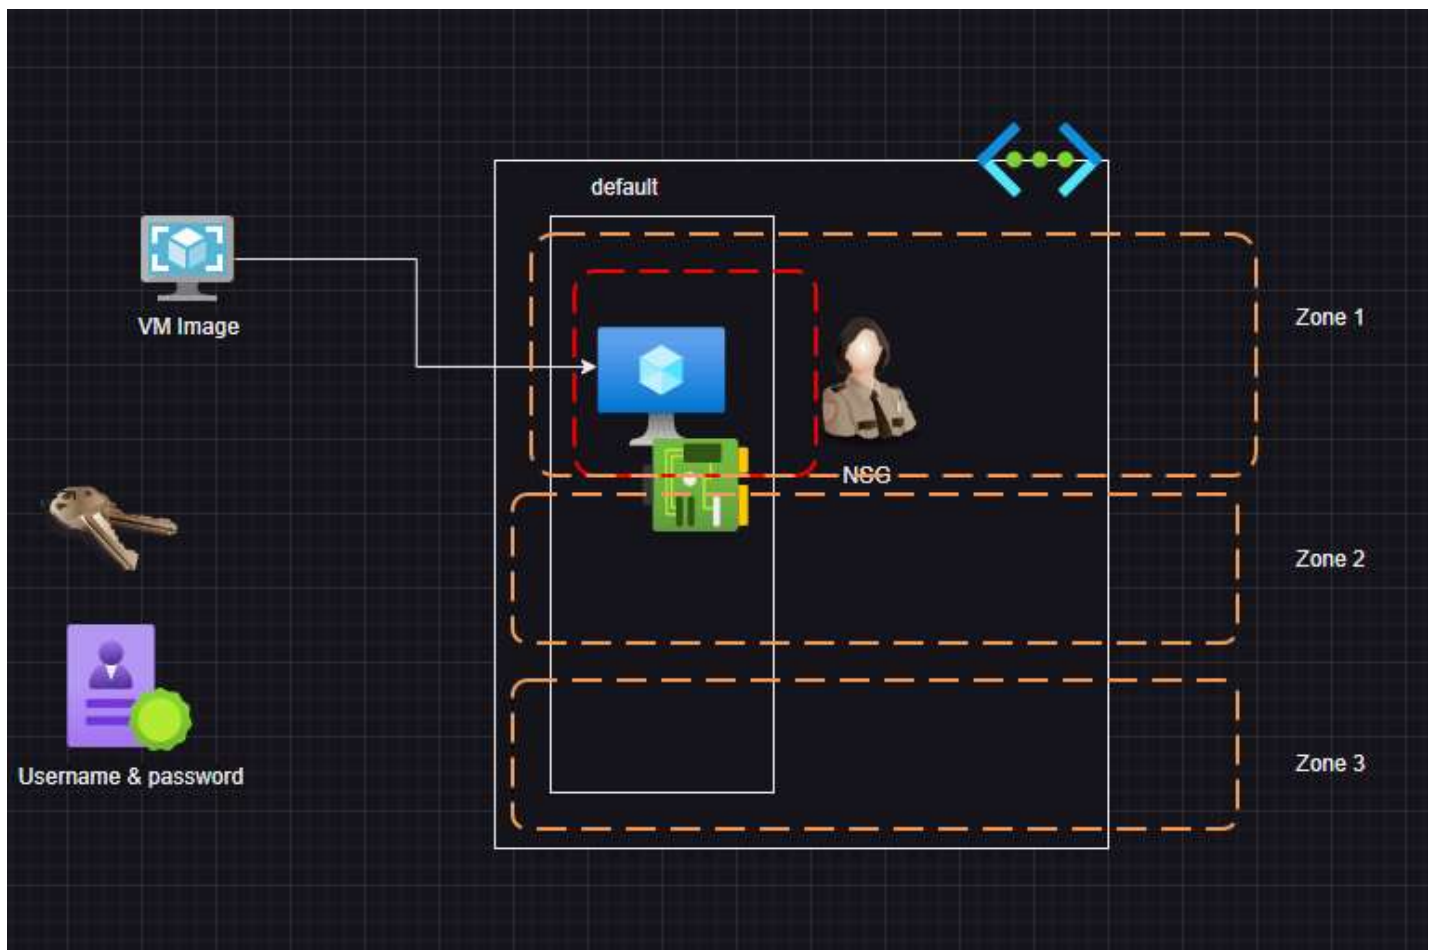 default
VM Image
Zone 1
NSG
Zone 2
Username & password
Zone 3